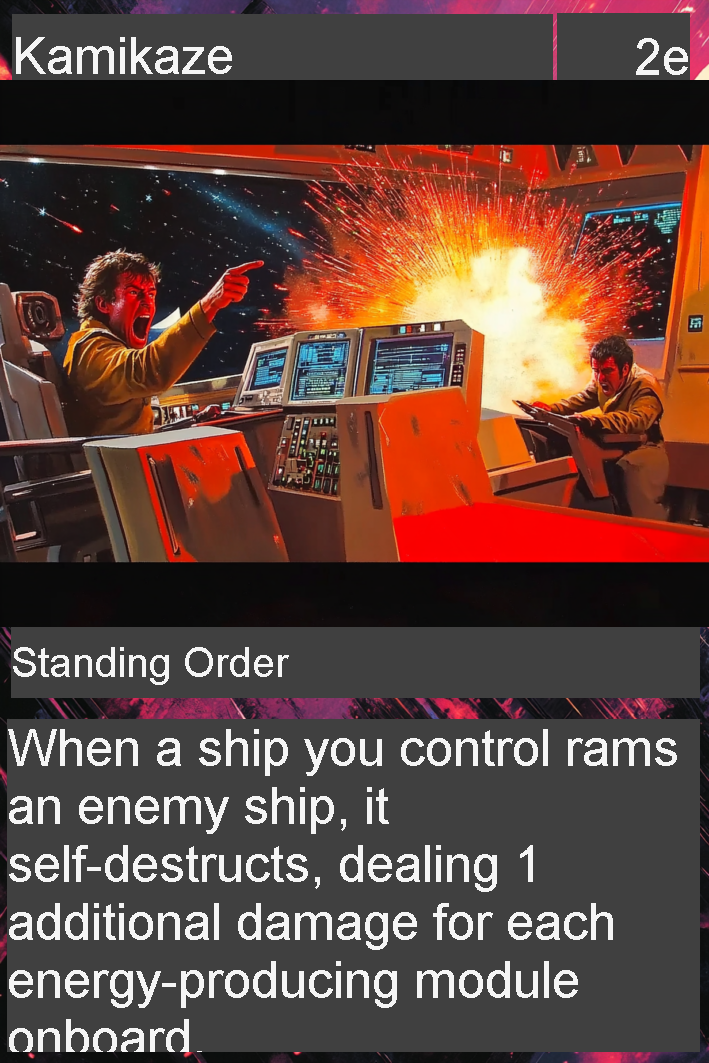 Kamikaze
2e
Standing Order
When a ship you control rams
an enemy ship, it
self-destructs, dealing 1
additional damage for each
energy-producing module
onboard.